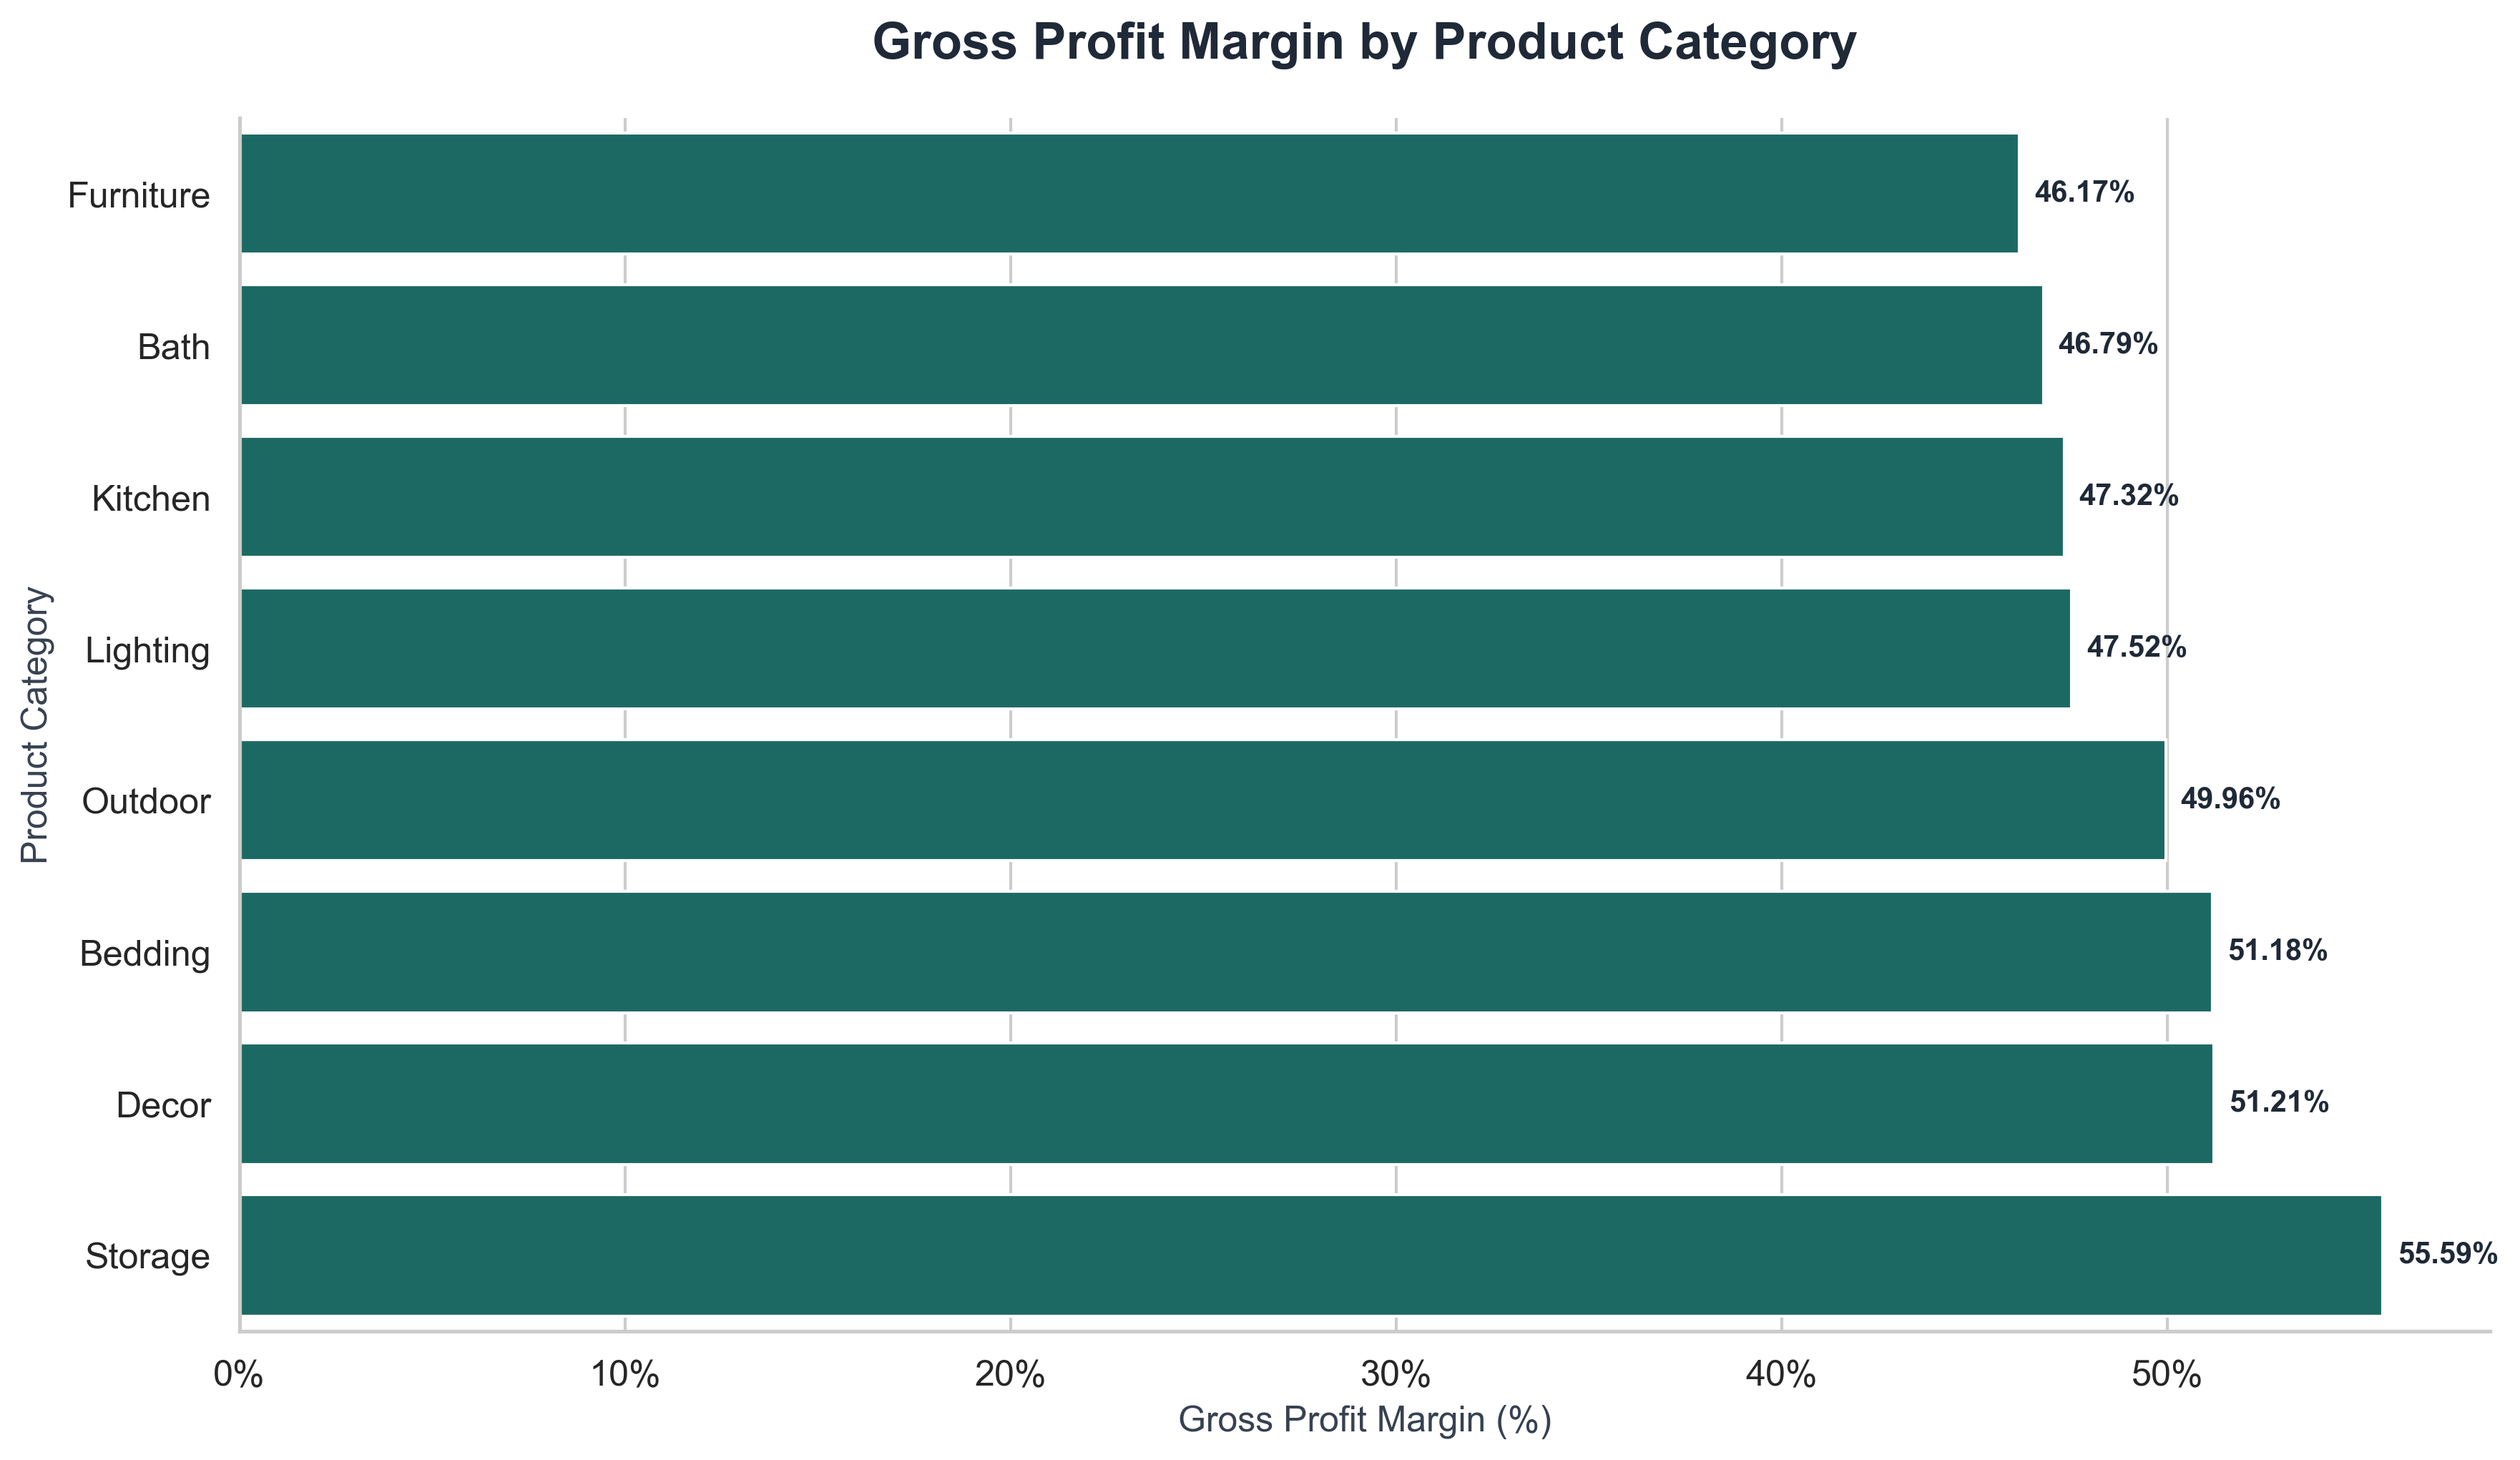 Gross Profit Margin by Product Category
Furniture 46.17%
Bath 46.79%
Kitchen 47.32%
Lighting 47.52%
Outdoor 49.96%
Bedding 51.18%
Decor 51.21%
Storage 55.59%
Product Category
0% 10% 20% 30% 40% 50%
Gross Profit Margin (%)